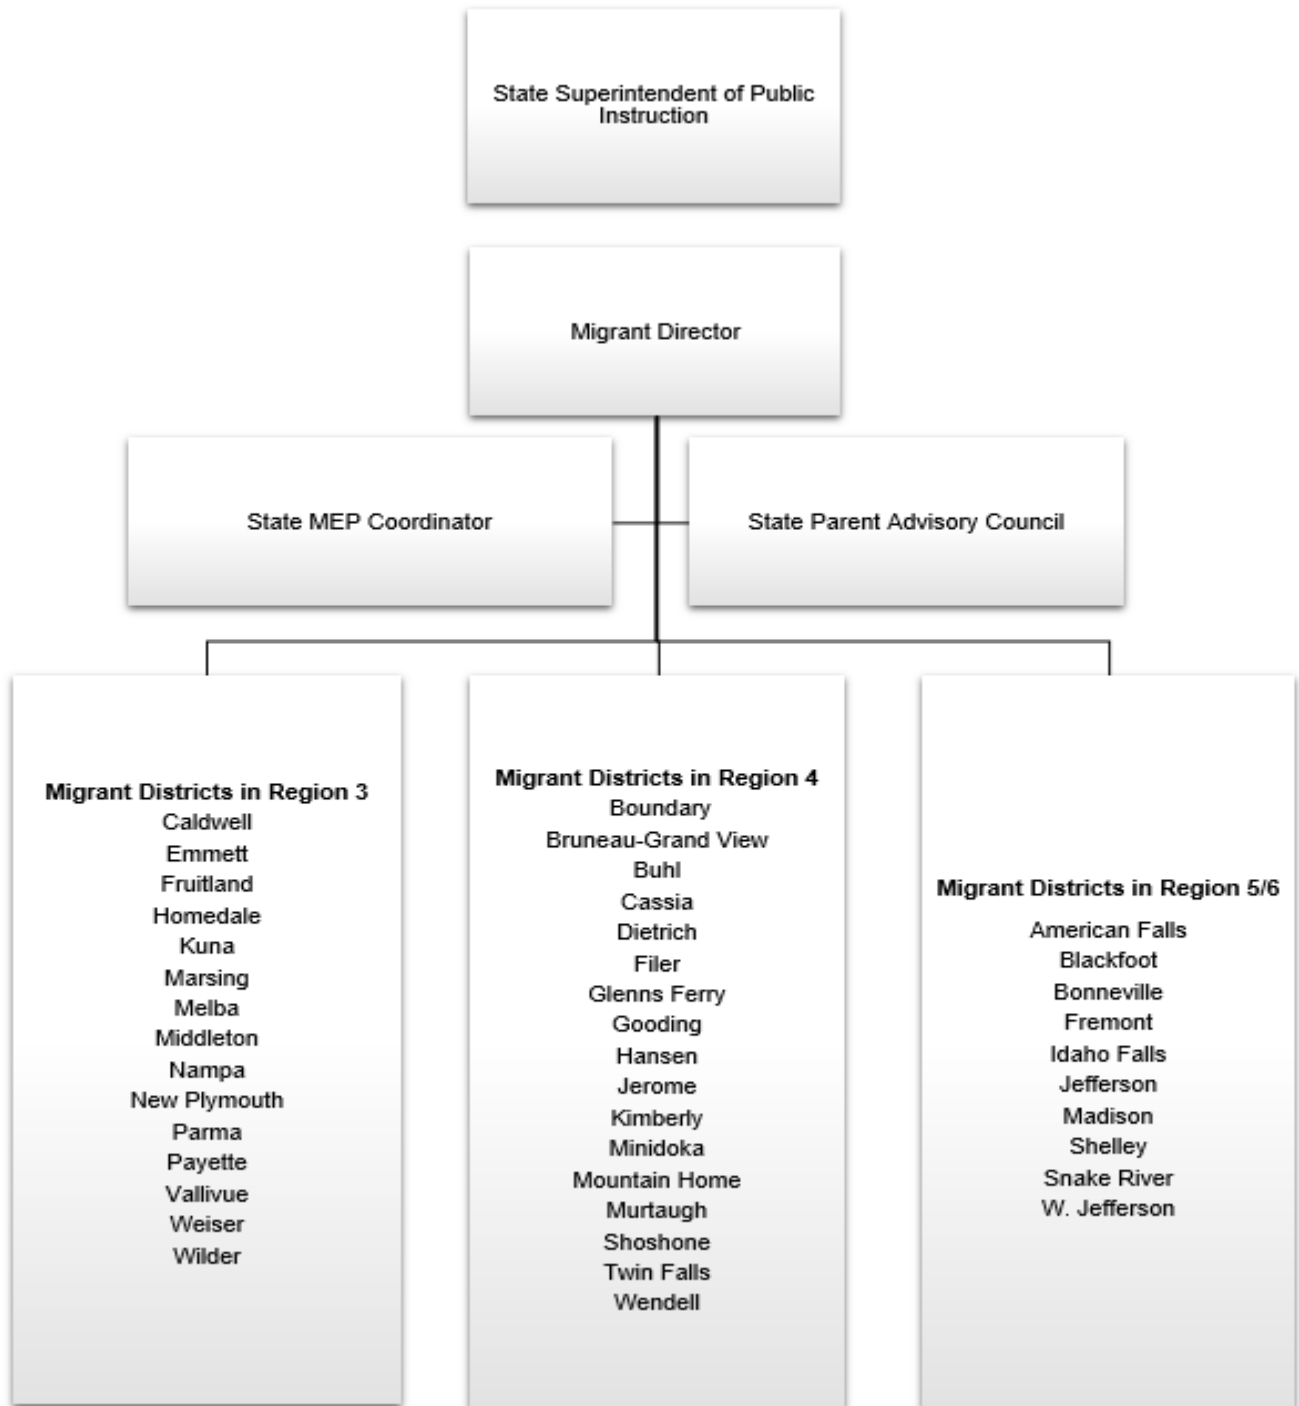 State Superintendent of Public
Instruction
Migrant Director
State MEP Coordinator
State Parent Advisory Council
Migrant Districts in Region 3
Caldwell
Emmett
Fruitland
Homedale
Kuna
Marsing
Melba
Middleton
Nampa
New Plymouth
Parma
Payette
Vallivue
Weiser
Wilder
Migrant Districts in Region 4
Boundary
Bruneau-Grand View
Buhl
Cassia
Dietrich
Filer
Glenns Ferry
Gooding
Hansen
Jerome
Kimberly
Minidoka
Mountain Home
Murtaugh
Shoshone
Twin Falls
Wendell
Migrant Districts in Region 5/6
American Falls
Blackfoot
Bonneville
Fremont
Idaho Falls
Jefferson
Madison
Shelley
Snake River
W. Jefferson